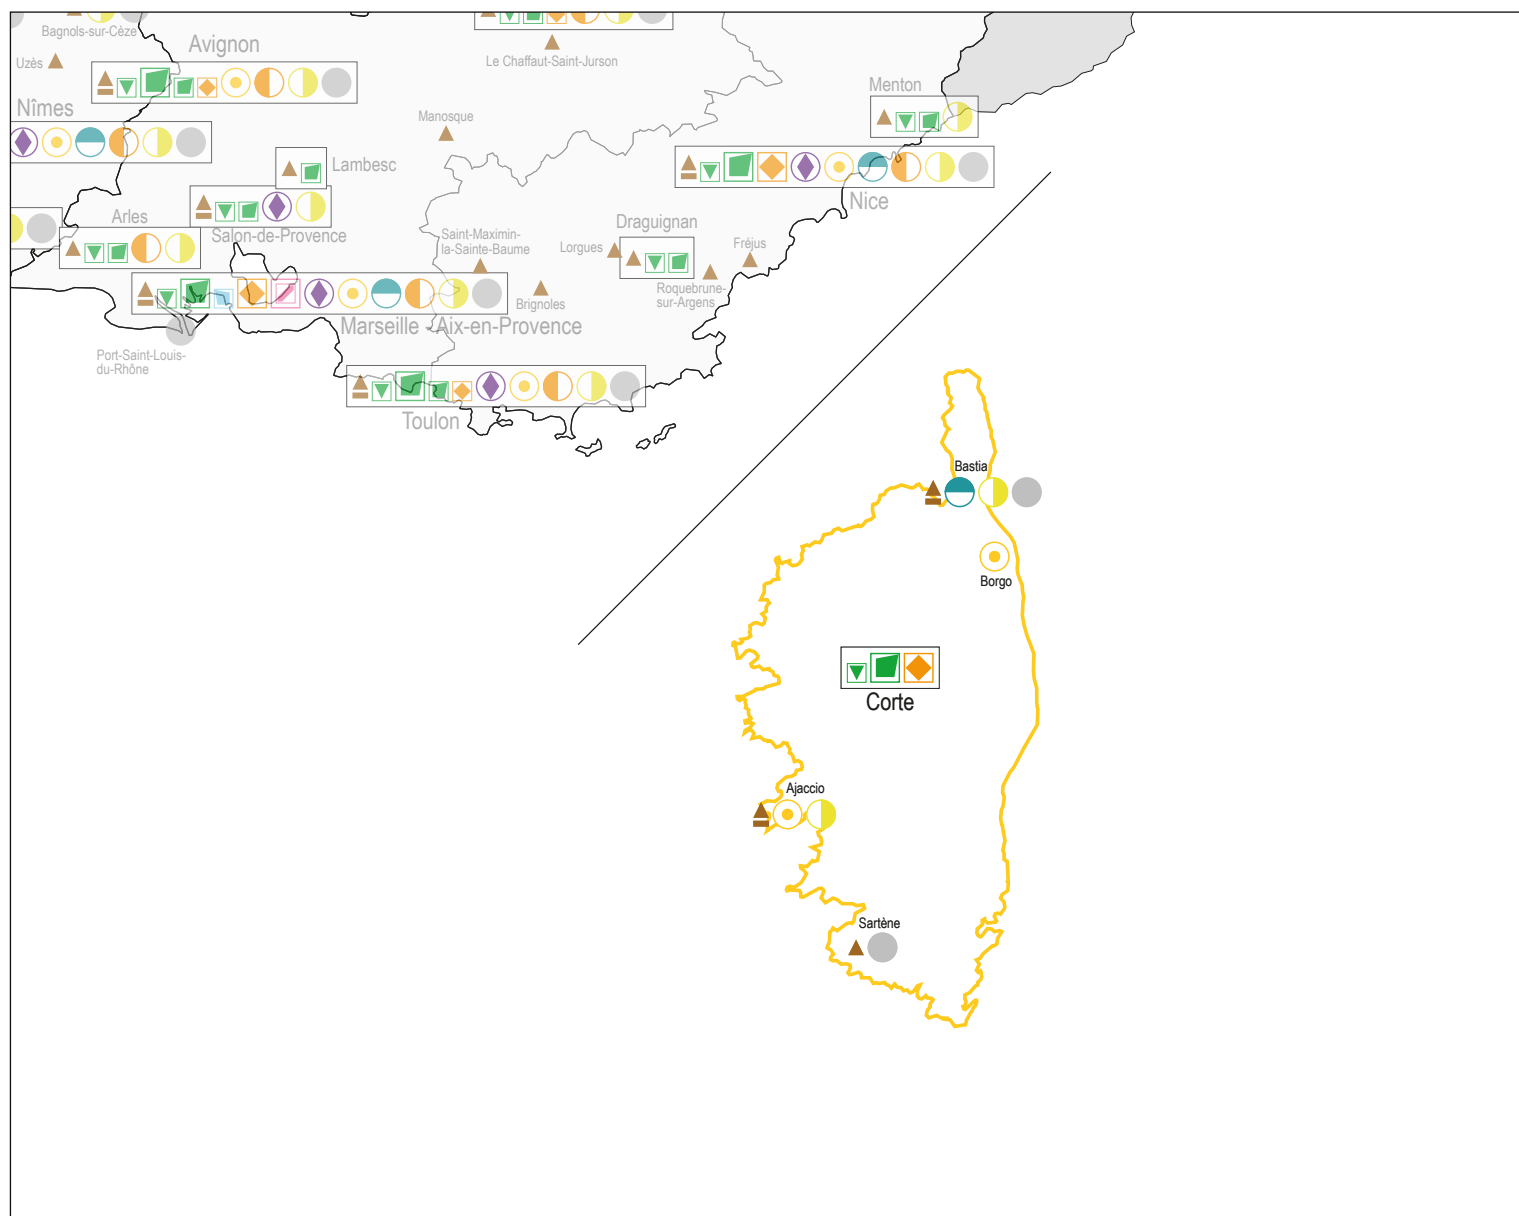 Bagnols-sur-Cèze
Avignon
Uzès
Le Chaffaut-Saint-Jurson
Menton
Nîmes
Manosque
Lambesc
Nice
Arles
Salon-de-Provence
Saint-Maximin-
la-Sainte-Baume
Draguignan
Lorgues
Fréjus
Roquebrune-
sur-Argens
Brignoles
Marseille - Aix-en-Provence
Port-Saint-Louis-
du-Rhône
Toulon
Bastia
Borgo
Corte
Ajaccio
Sartène